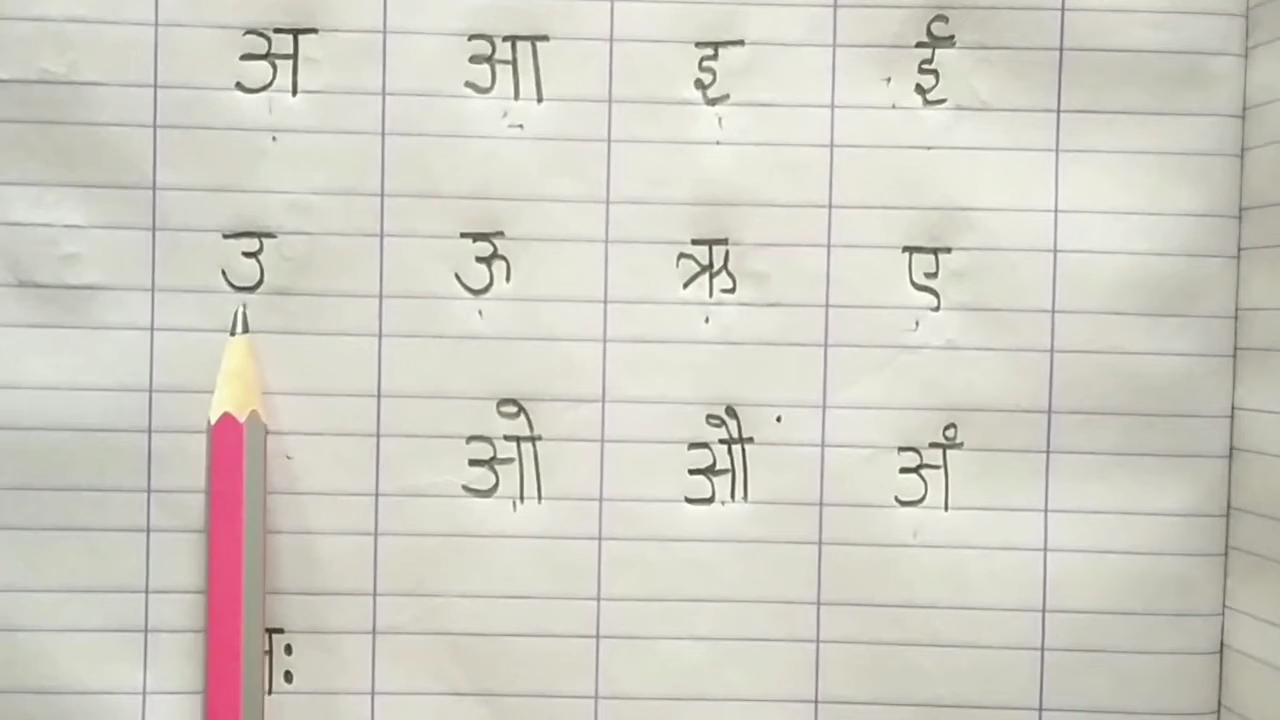 अ आ इ ई
उ ऊ ऋ ए
ओ औ अं